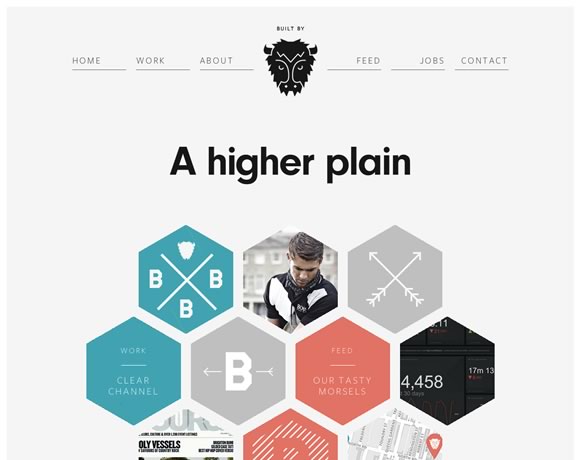 BUILT BY
HOME WORK ABOUT FEED JOBS CONTACT
A higher plain
B B
B
WORK
CLEAR
CHANNEL
B
FEED
OUR TASTY
MORSELS
4,458
17m 13
OLY VESSELS